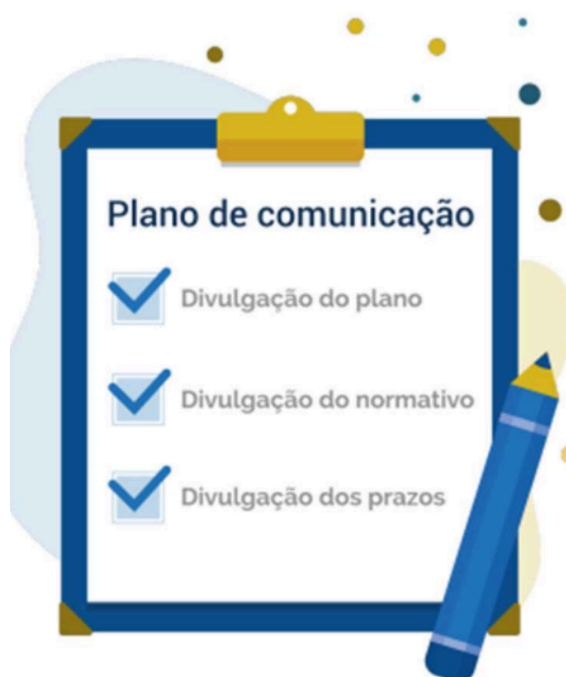 Plano de comunicação
Divulgação do plano
Divulgação do normativo
Divulgação dos prazos